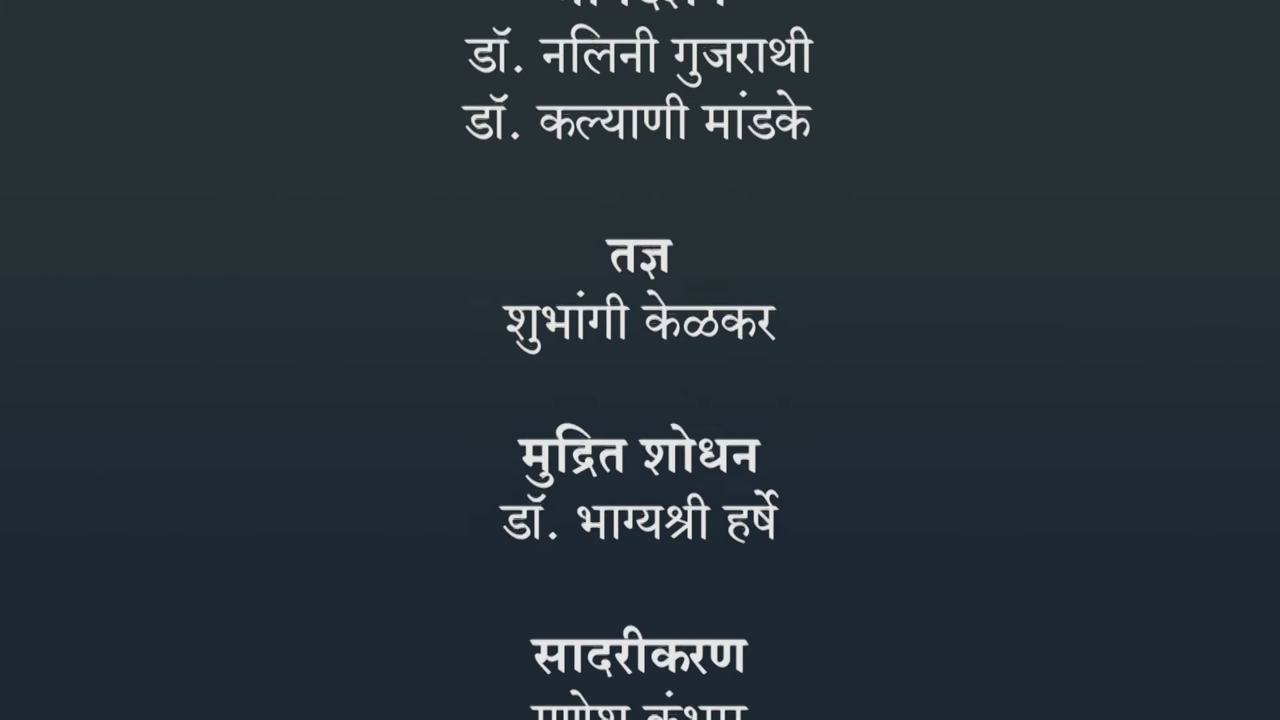 डॉ. नलिनी गुजराथी
डॉ. कल्याणी मांडके
तज्ञ
शुभांगी केळकर
मुद्रित शोधन
डॉ. भाग्यश्री हर्षे
सादरीकरण